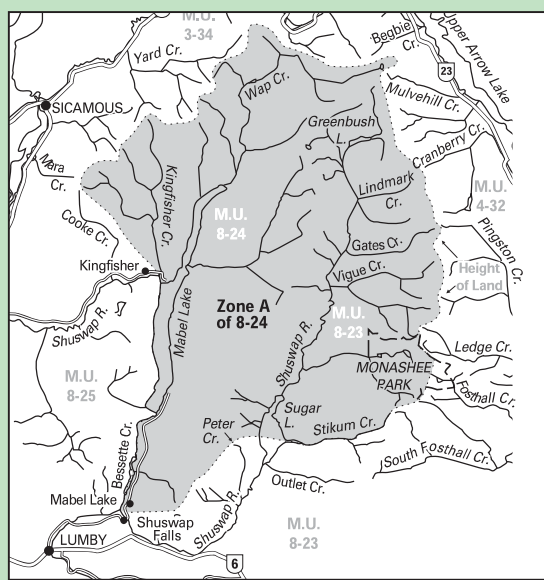 M.U.
3-34
Yard Cr.
Begbie
Cr.
Upper Arrow Lake
23
Wap Cr.
Mulvehill Cr.
SICAMOUS
Greenbush
L.
Cranberry Cr.
Mara
Cr.
Kingfisher Cr.
Lindmark
Cr.
M.U.
4-32
M.U.
8-24
Cooke Cr.
Gates Cr.
Pingston Cr.
Kingfisher
Vigue Cr.
Height
of Land
Mabel Lake
Zone A
of 8-24
M.U.
8-23
Shuswap R.
Shuswap R.
Ledge Cr.
MONASHEE
PARK
M.U.
8-25
Fosthall Cr.
Sugar
L.
Peter
Cr.
Stikum Cr.
Bessette Cr.
South Fosthall Cr.
Outlet Cr.
Mabel Lake
Shuswap R.
Shuswap
Falls
M.U.
8-23
LUMBY
6